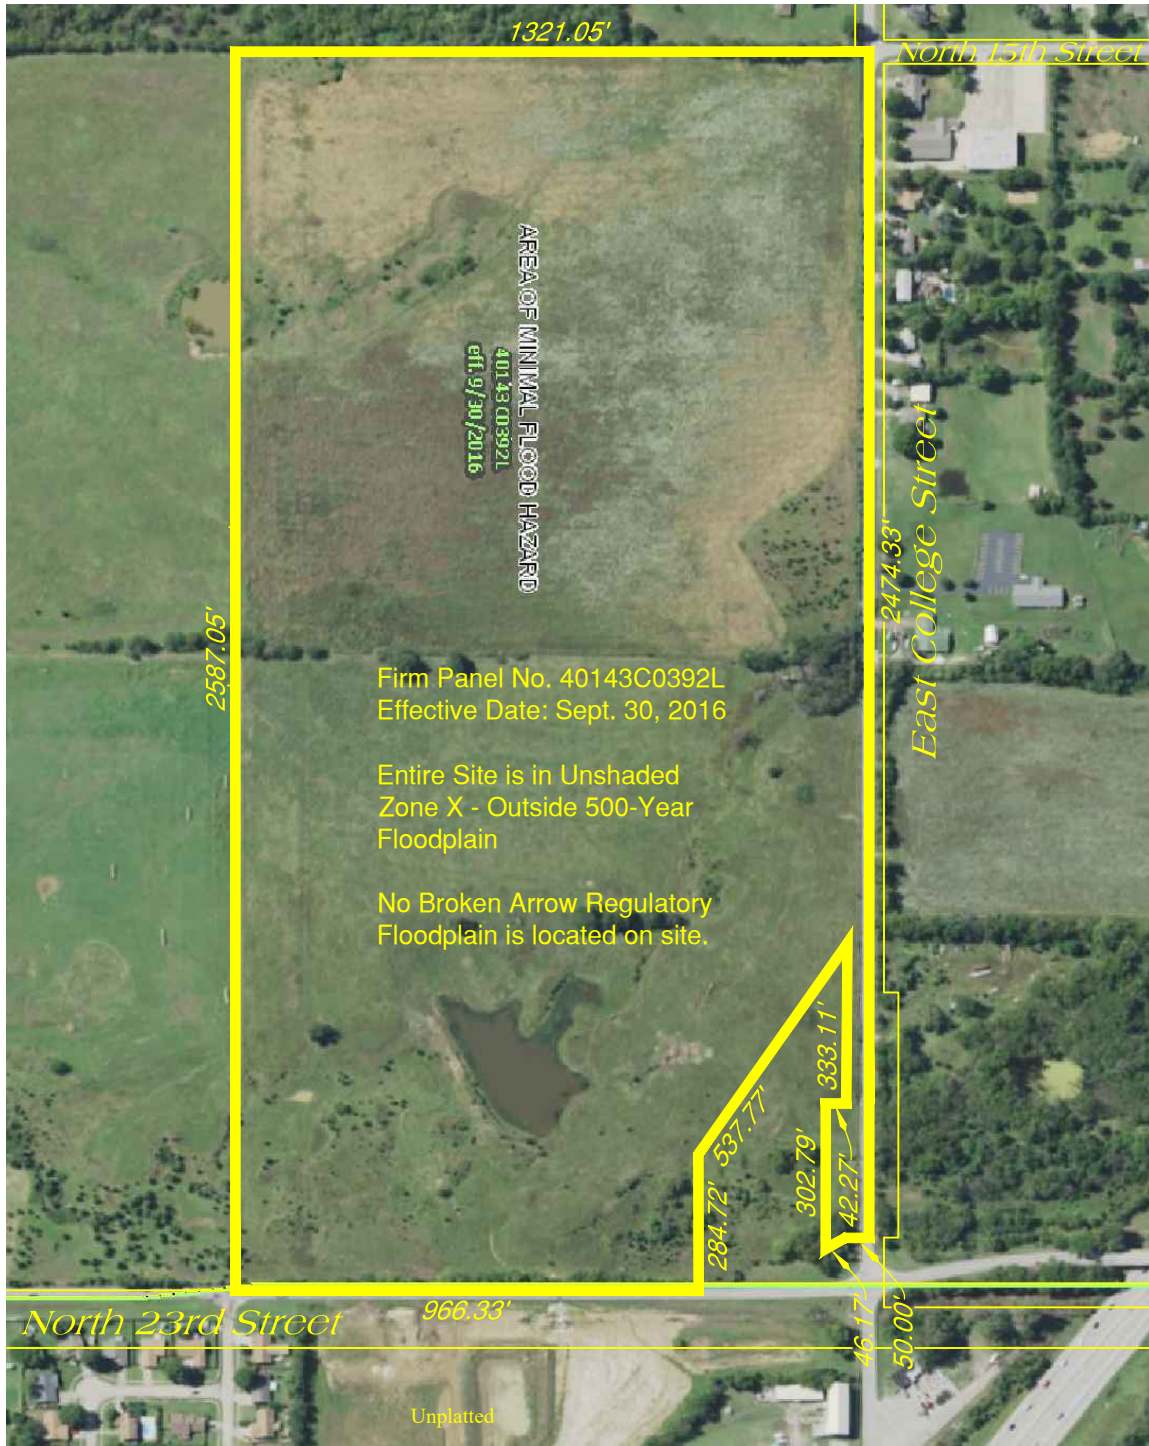 1321.05'
North 15th Street
AREA OF MINIMAL FLOOD HAZARD
40143C0392L
eff. 9/30/2016
East College Street
2474.33'
2587.05'
Firm Panel No. 40143C0392L
Effective Date: Sept. 30, 2016
Entire Site is in Unshaded
Zone X - Outside 500-Year
Floodplain
No Broken Arrow Regulatory
Floodplain is located on site.
333.11'
537.77'
302.79'
42.27'
284.72'
966.33'
46.17'
50.00'
North 23rd Street
Unplatted